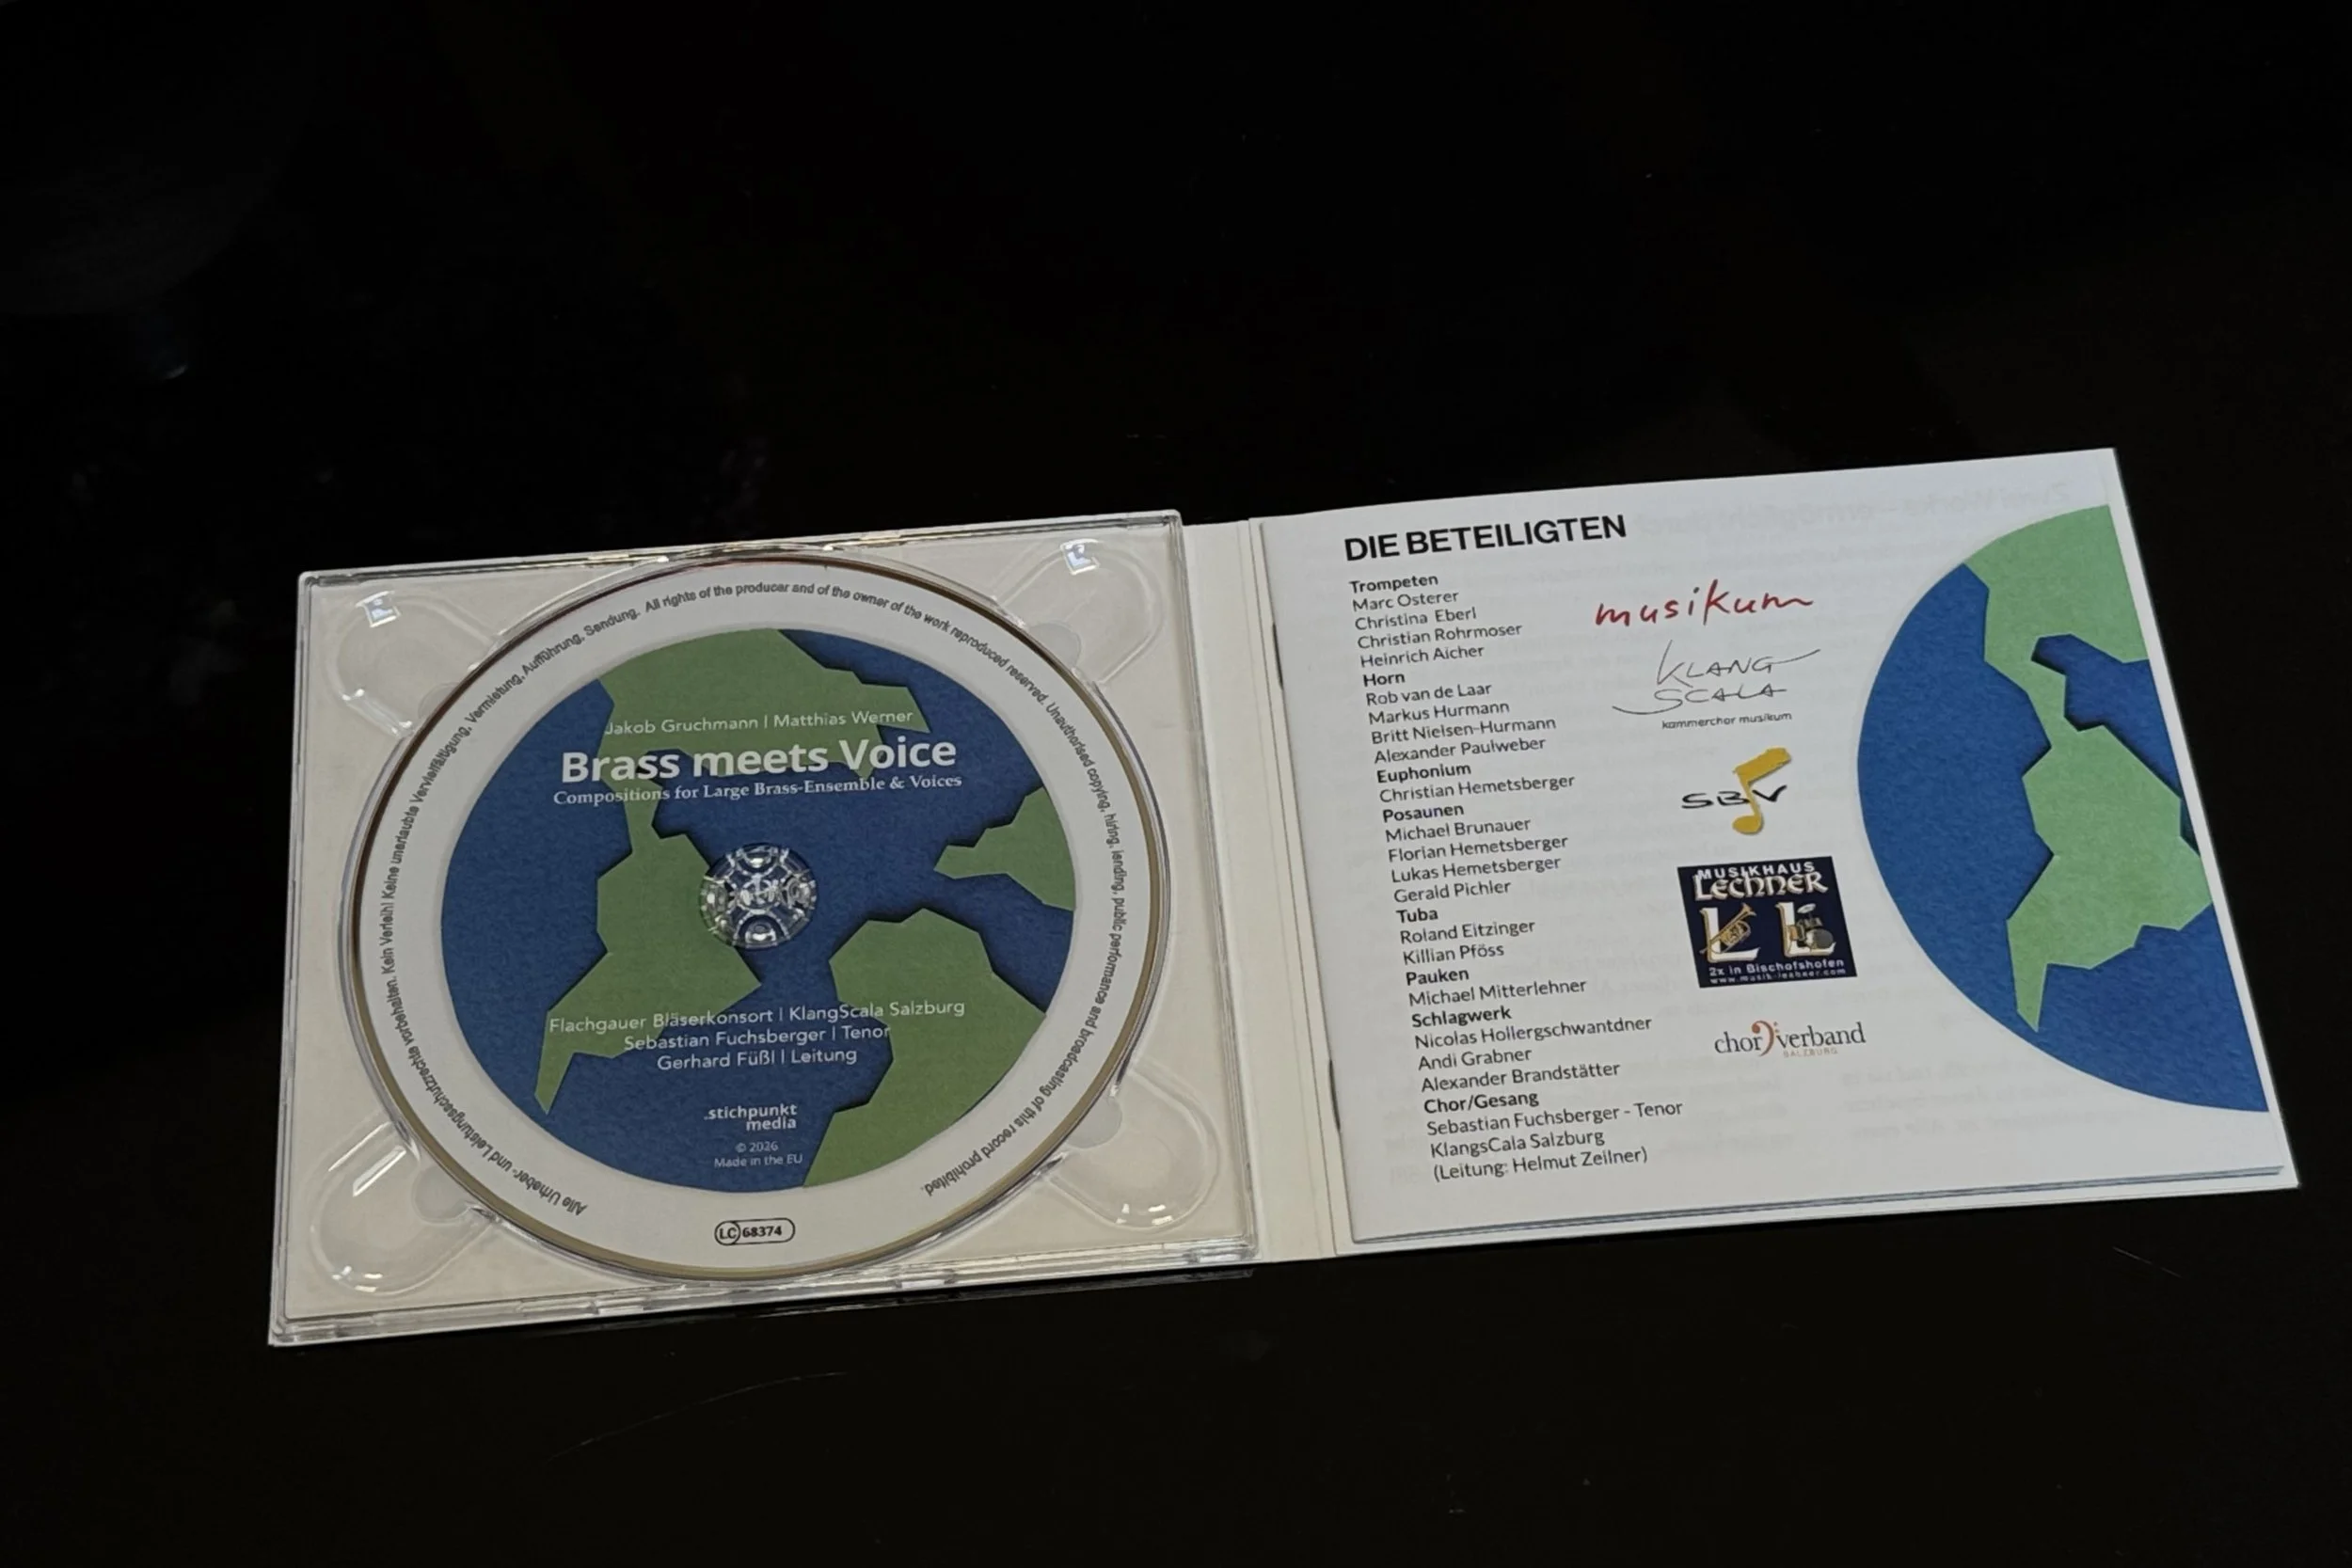 Jakob Gruchmann | Matthias Werner
Brass meets Voice
Compositions for Large Brass-Ensemble & Voices
Flachgauer Bläserkonsort | KlangScala Salzburg
Sebastian Fuchsberger | Tenor
Gerhard Füßl | Leitung
.stichpunkt
media
© 2026
Made in the EU
Alle Urheber- und Leistungsschutzrechte vorbehalten. Kein Verleih! Keine unerlaubte Vervielfältigung, Vermietung, Aufführung, Sendung. All rights of the producer and of the owner of the work reproduced reserved. Unauthorised copying, hiring, lending, public performance and broadcasting of this record prohibited.
LC 68374
DIE BETEILIGTEN
Trompeten
Marc Osterer
Christina Eberl
Christian Rohrmoser
Heinrich Aicher
Horn
Rob van de Laar
Markus Hurmann
Britt Nielsen-Hurmann
Alexander Paulweber
Euphonium
Christian Hemetsberger
Posaunen
Michael Brunauer
Florian Hemetsberger
Lukas Hemetsberger
Gerald Pichler
Tuba
Roland Eitzinger
Killian Pföss
Pauken
Michael Mitterlehner
Schlagwerk
Nicolas Hollergschwantdner
Andi Grabner
Alexander Brandstätter
Chor/Gesang
Sebastian Fuchsberger - Tenor
KlangsCala Salzburg
(Leitung: Helmut Zeilner)
musikum
KLANG
SCALA
kammerchor musikum
SBV
MUSIKHAUS
LECHNER
L L
2x in Bischofshofen
www.musik-lechner.com
chorverband
SALZBURG